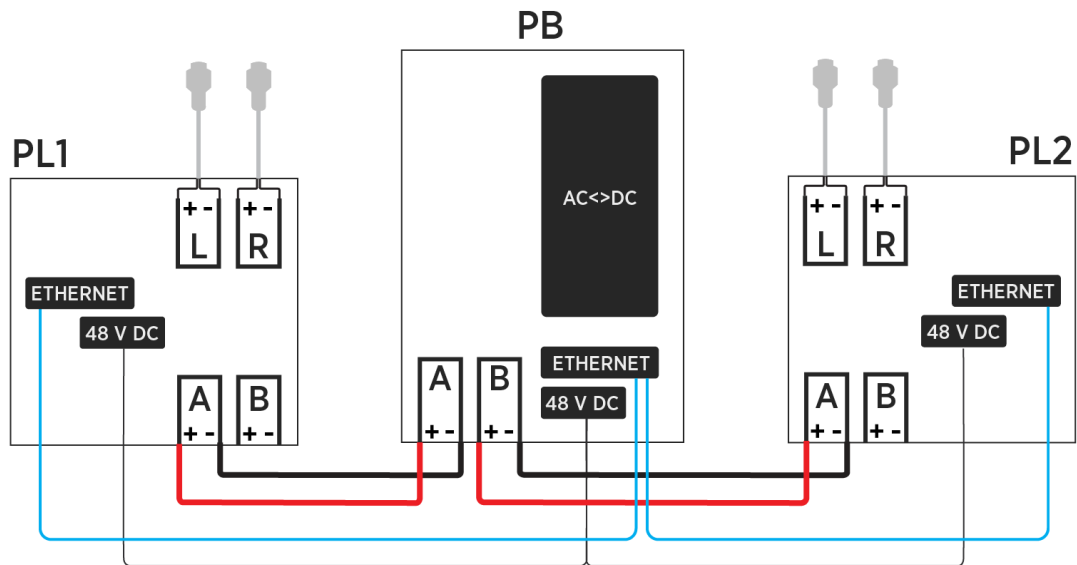 PB
PL1
PL2
+ -
L
+ -
R
AC<>DC
+ -
L
+ -
R
ETHERNET
48 V DC
ETHERNET
48 V DC
ETHERNET
48 V DC
A
+ -
B
+ -
A
+ -
B
+ -
A
+ -
B
+ -